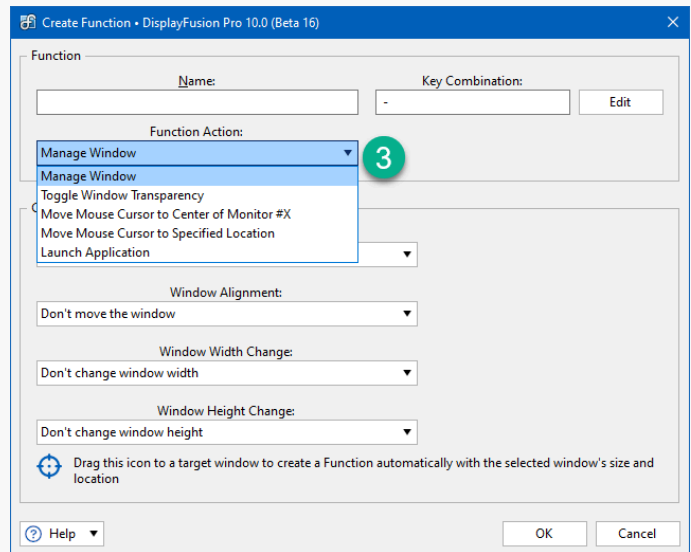 Create Function • DisplayFusion Pro 10.0 (Beta 16)
Function
Name:
Key Combination:
-
Edit
Function Action:
Manage Window
3
Manage Window
Toggle Window Transparency
Move Mouse Cursor to Center of Monitor #X
Move Mouse Cursor to Specified Location
Launch Application
Window Alignment:
Don't move the window
Window Width Change:
Don't change window width
Window Height Change:
Don't change window height
Drag this icon to a target window to create a Function automatically with the selected window's size and
location
? Help
OK
Cancel